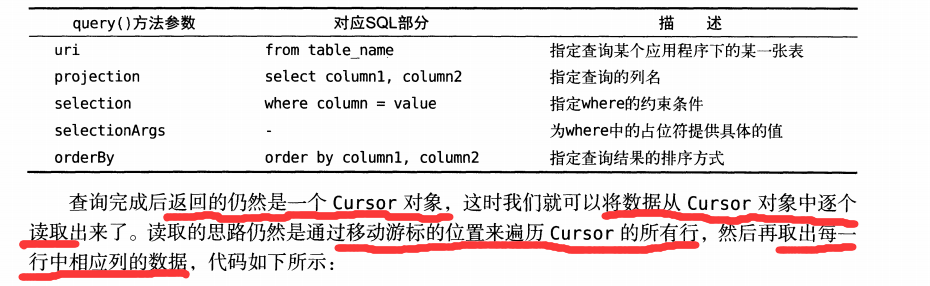 query()方法参数 对应SQL部分 描 述
uri from table_name 指定查询某个应用程序下的某一张表
projection select column1, column2 指定查询的列名
selection where column = value 指定where的约束条件
selectionArgs - 为where中的占位符提供具体的值
orderBy order by column1, column2 指定查询结果的排序方式
查询完成后返回的仍然是一个 Cursor 对象，这时我们就可以将数据从 Cursor 对象中逐个
读取出来了。读取的思路仍然是通过移动游标的位置来遍历 Cursor 的所有行，然后再取出每一
行中相应列的数据，代码如下所示：